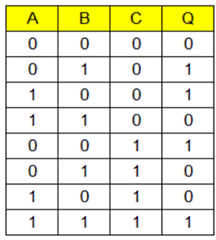 A B C Q
0 0 0 0
0 1 0 1
1 0 0 1
1 1 0 0
0 0 1 1
0 1 1 0
1 0 1 0
1 1 1 1